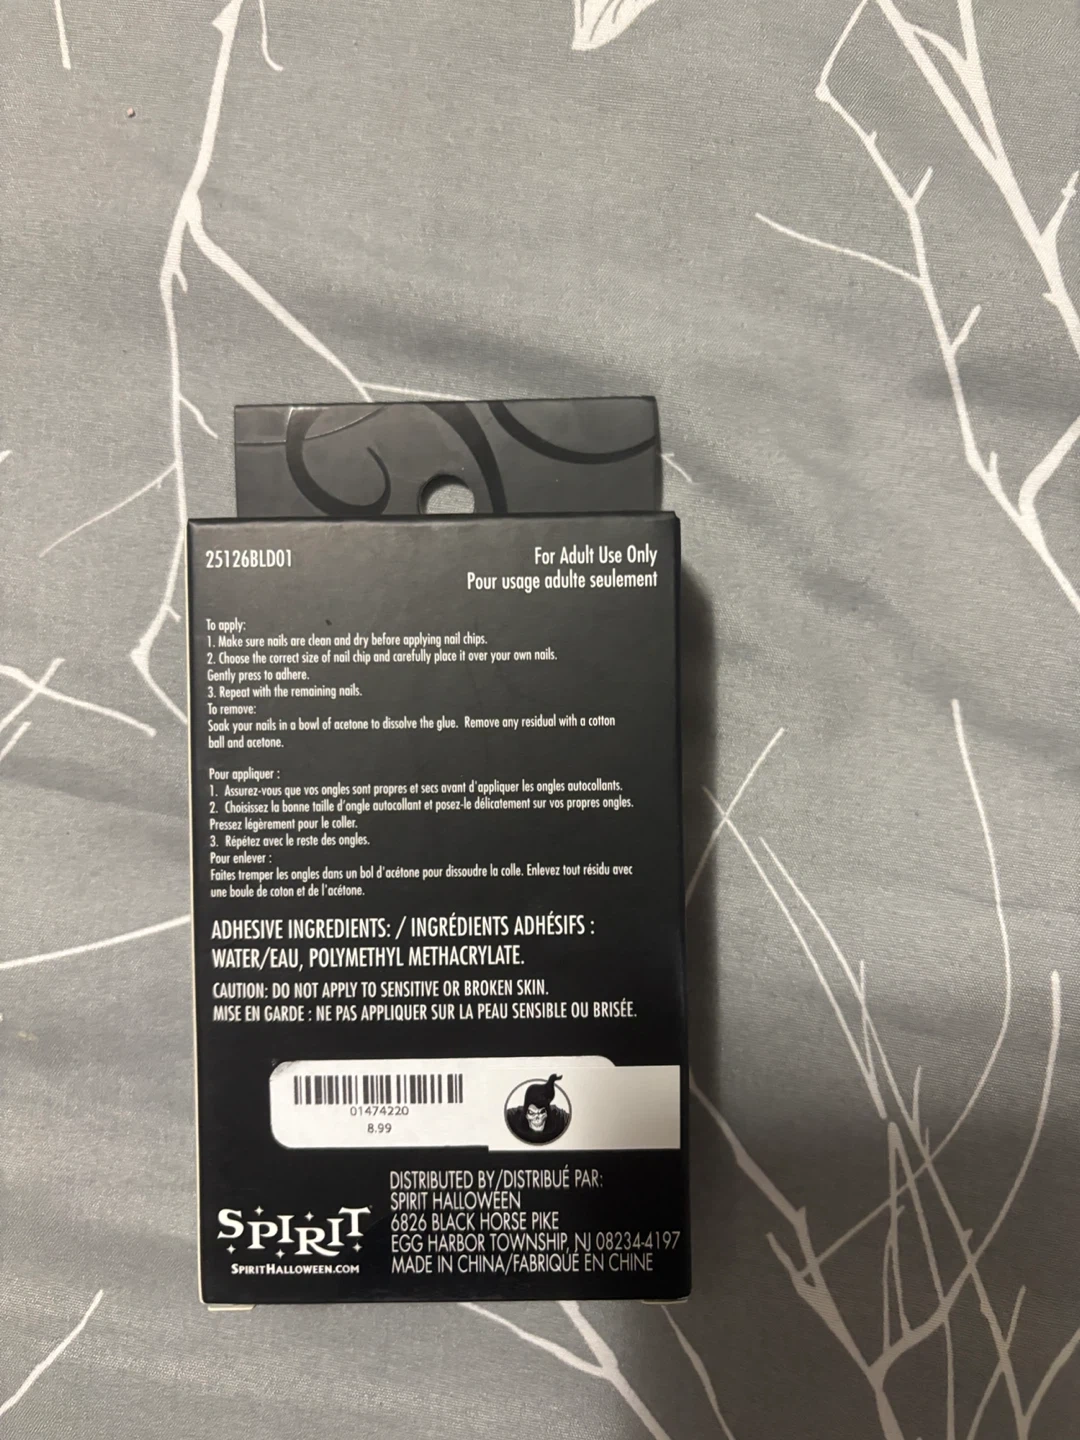 25126BLD01
For Adult Use Only
Pour usage adulte seulement
To apply:
1. Make sure nails are clean and dry before applying nail chips.
2. Choose the correct size of nail chip and carefully place it over your own nails.
Gently press to adhere.
3. Repeat with the remaining nails.
To remove:
Soak your nails in a bowl of acetone to dissolve the glue. Remove any residual with a cotton
ball and acetone.
Pour appliquer :
1. Assurez-vous que vos ongles sont propres et secs avant d'appliquer les ongles autocollants.
2. Choisissez la bonne taille d'ongle autocollant et posez-le délicatement sur vos propres ongles.
Pressez légèrement pour le coller.
3. Répétez avec le reste des ongles.
Pour enlever :
Faites tremper les ongles dans un bol d'acétone pour dissoudre la colle. Enlevez tout résidu avec
une boule de coton et de l'acétone.
ADHESIVE INGREDIENTS: / INGRÉDIENTS ADHÉSIFS :
WATER/EAU, POLYMETHYL METHACRYLATE.
CAUTION: DO NOT APPLY TO SENSITIVE OR BROKEN SKIN.
MISE EN GARDE : NE PAS APPLIQUER SUR LA PEAU SENSIBLE OU BRISÉE.
01474220
8.99
DISTRIBUTED BY/DISTRIBUÉ PAR:
SPIRIT HALLOWEEN
6826 BLACK HORSE PIKE
EGG HARBOR TOWNSHIP, NJ 08234-4197
MADE IN CHINA/FABRIQUÉ EN CHINE
SPIRIT
SPIRITHALLOWEEN.COM